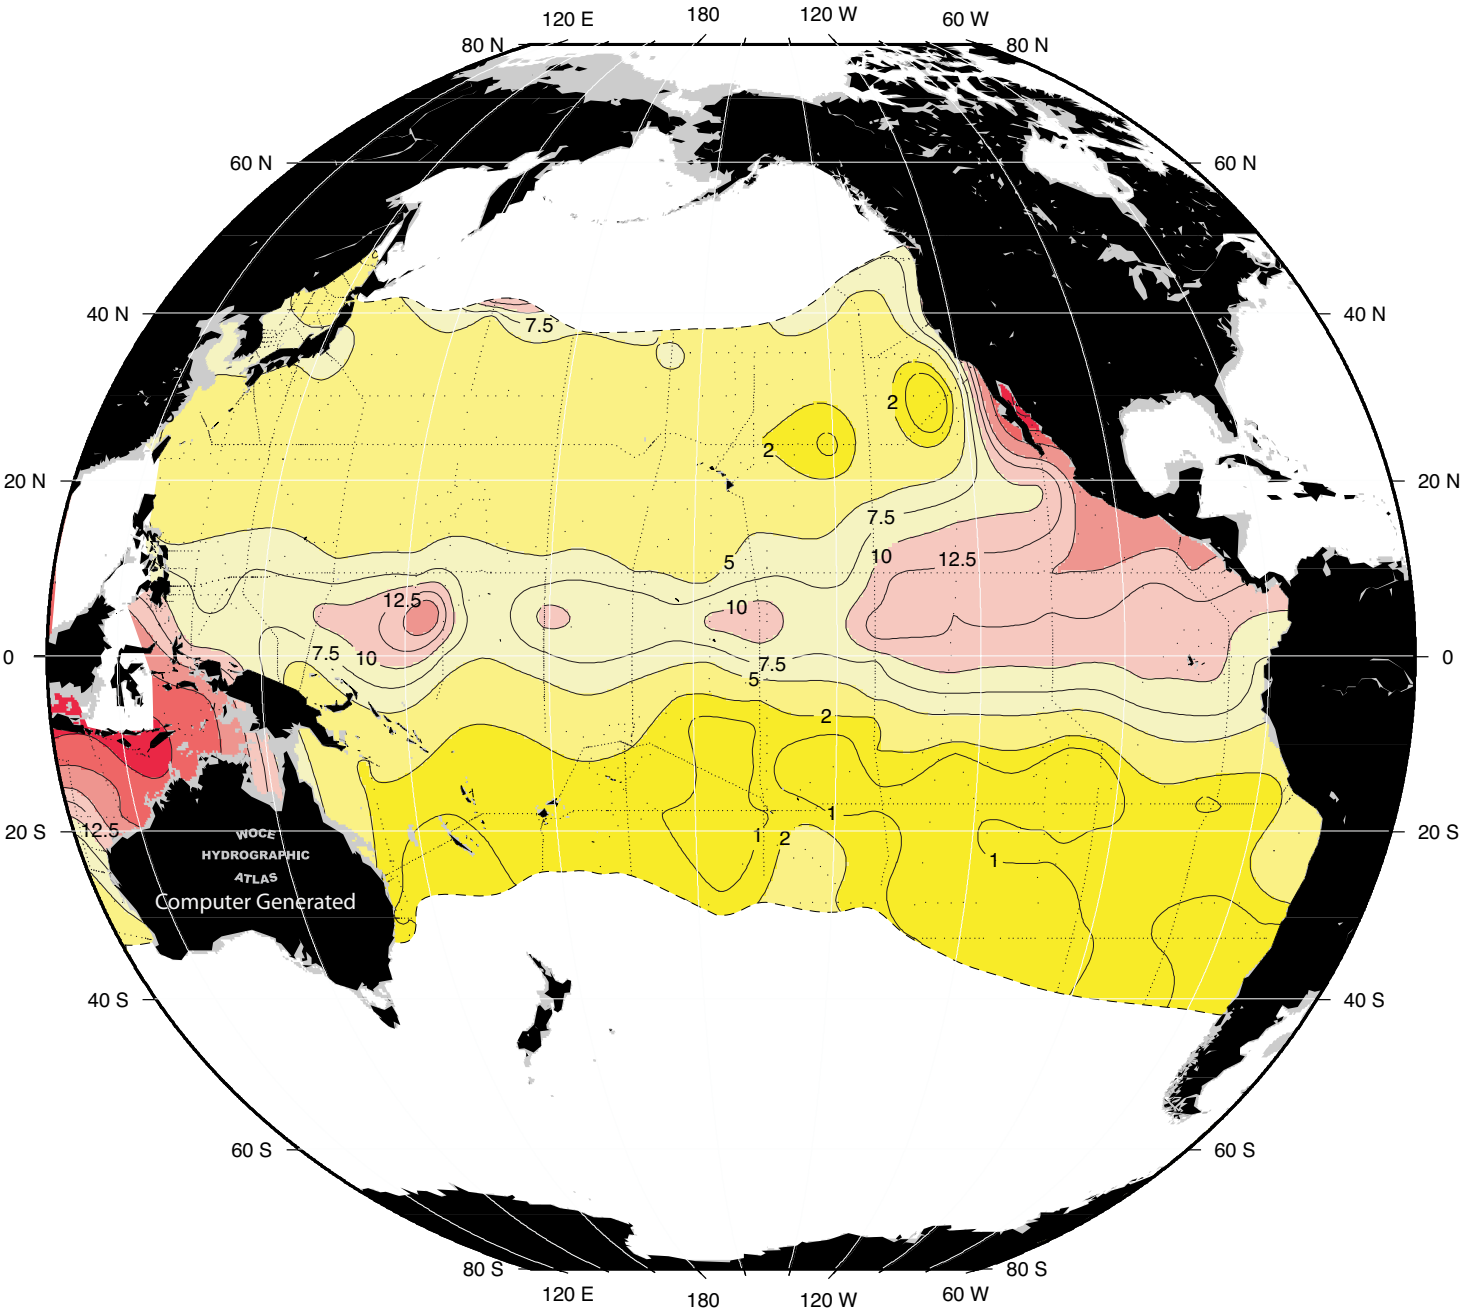 120 E 180 120 W 60 W
80 N 80 N
60 N 60 N
40 N 40 N
7.5
2
2
20 N 20 N
7.5
10 12.5
5
12.5
10
7.5 10
0 0
7.5
5
2
1
12.5 1 2
20 S 20 S
1
WOCE
HYDROGRAPHIC
ATLAS
Computer Generated
40 S 40 S
60 S 60 S
80 S 80 S
120 E 180 120 W 60 W